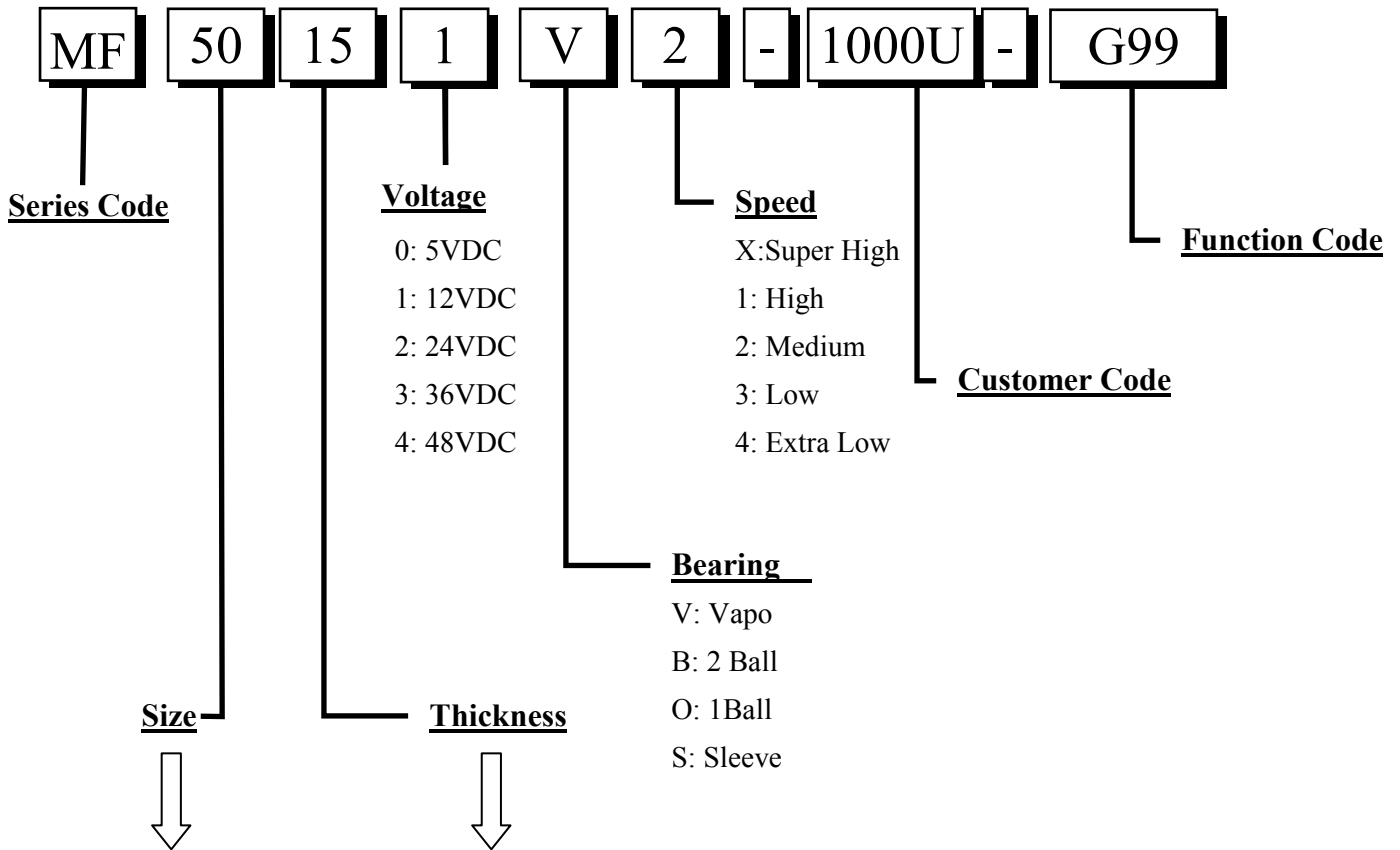 MF 50 15 1 V 2 - 1000U - G99
Series Code
Voltage
0: 5VDC
1: 12VDC
2: 24VDC
3: 36VDC
4: 48VDC
Speed
X:Super High
1: High
2: Medium
3: Low
4: Extra Low
Function Code
Customer Code
Bearing
V: Vapo
B: 2 Ball
O: 1Ball
S: Sleeve
Size
Thickness